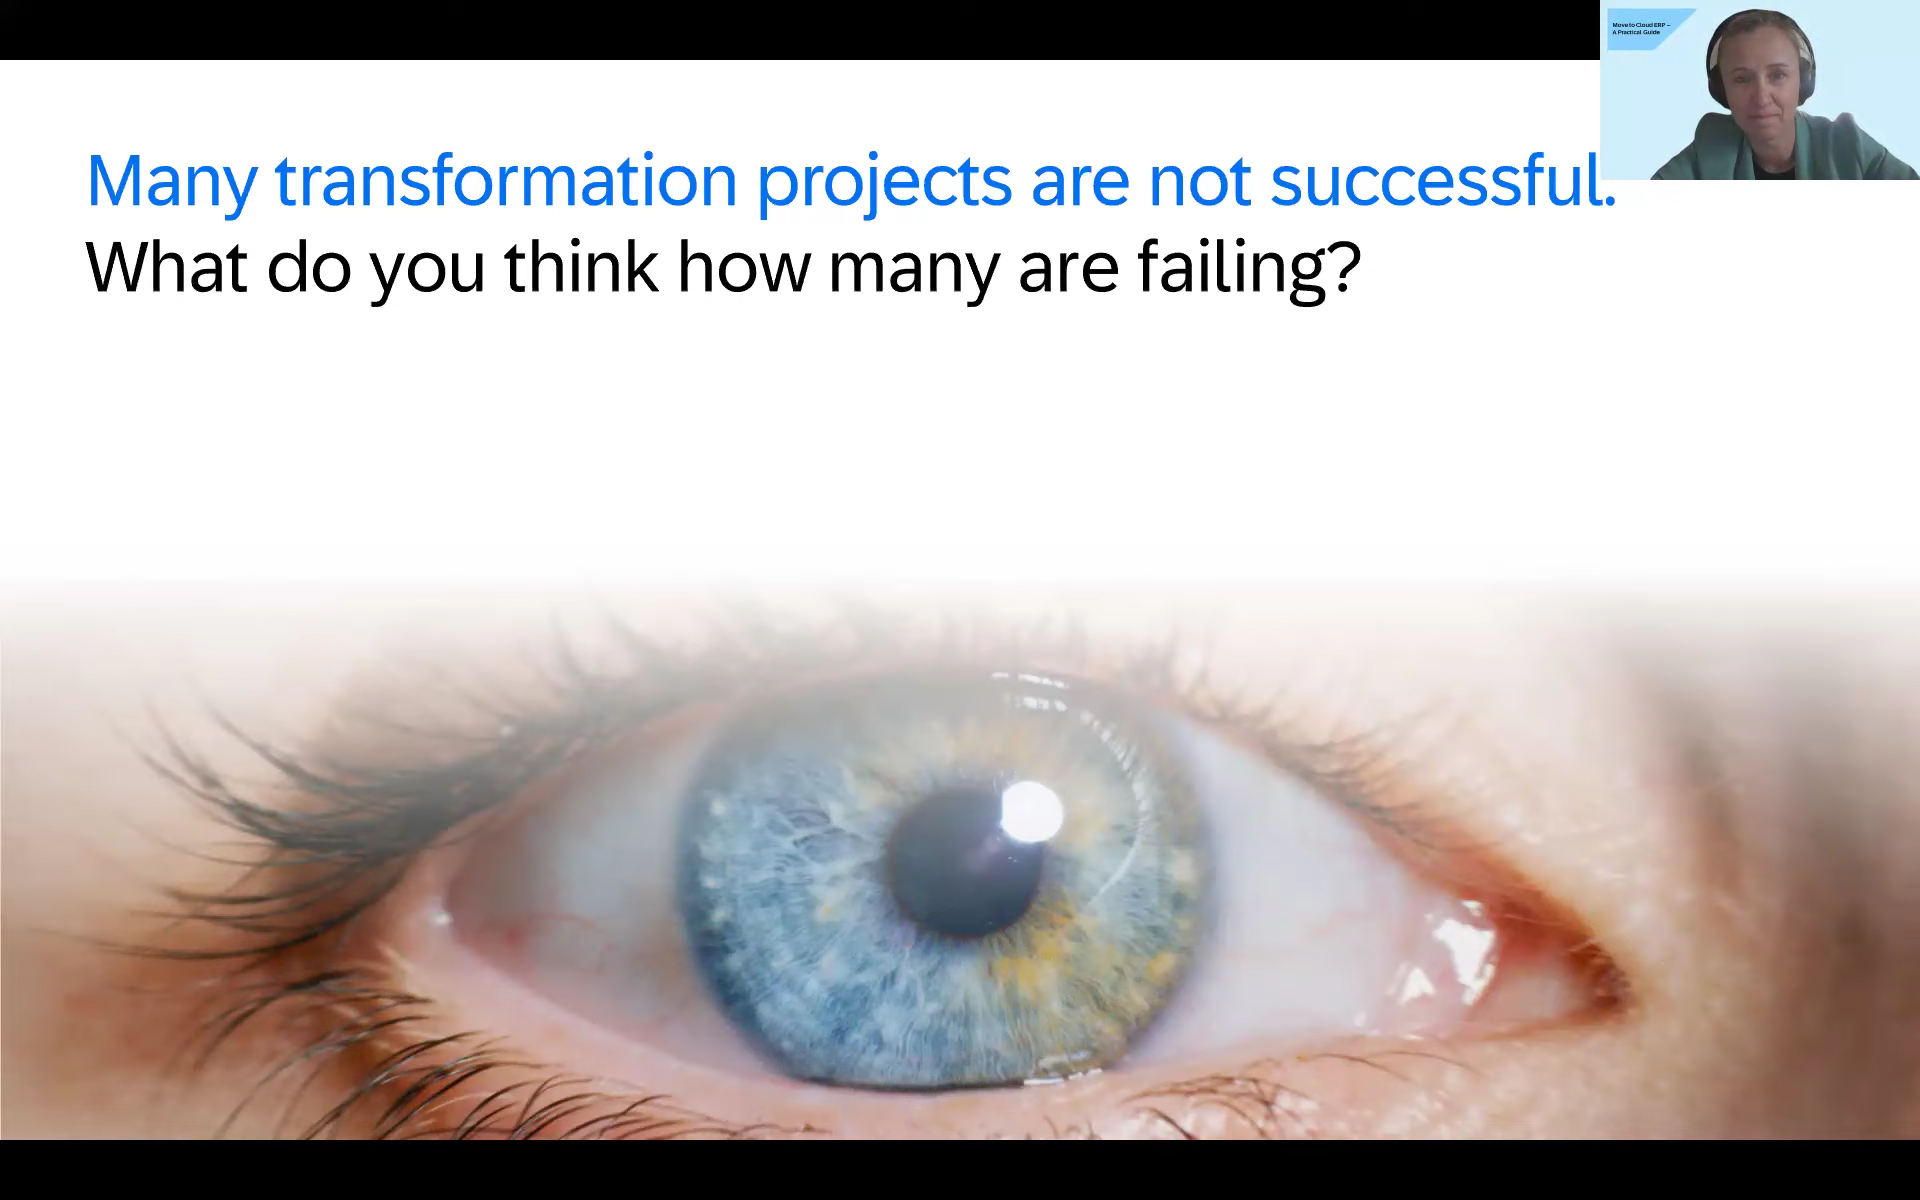 Move to Cloud ERP –
A Practical Guide
Many transformation projects are not successful.
What do you think how many are failing?